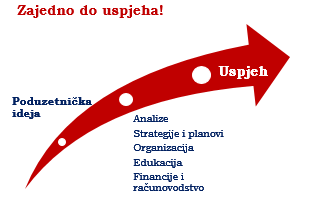 Zajedno do uspjeha!
Uspjeh
Poduzetnička
ideja
Analize
Strategije i planovi
Organizacija
Edukacija
Financije i
računovodstvo